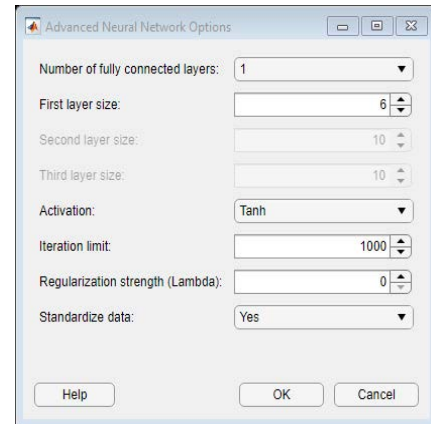 Advanced Neural Network Options
Number of fully connected layers: 1
First layer size: 6
Second layer size: 10
Third layer size: 10
Activation: Tanh
Iteration limit: 1000
Regularization strength (Lambda): 0
Standardize data: Yes
Help OK Cancel